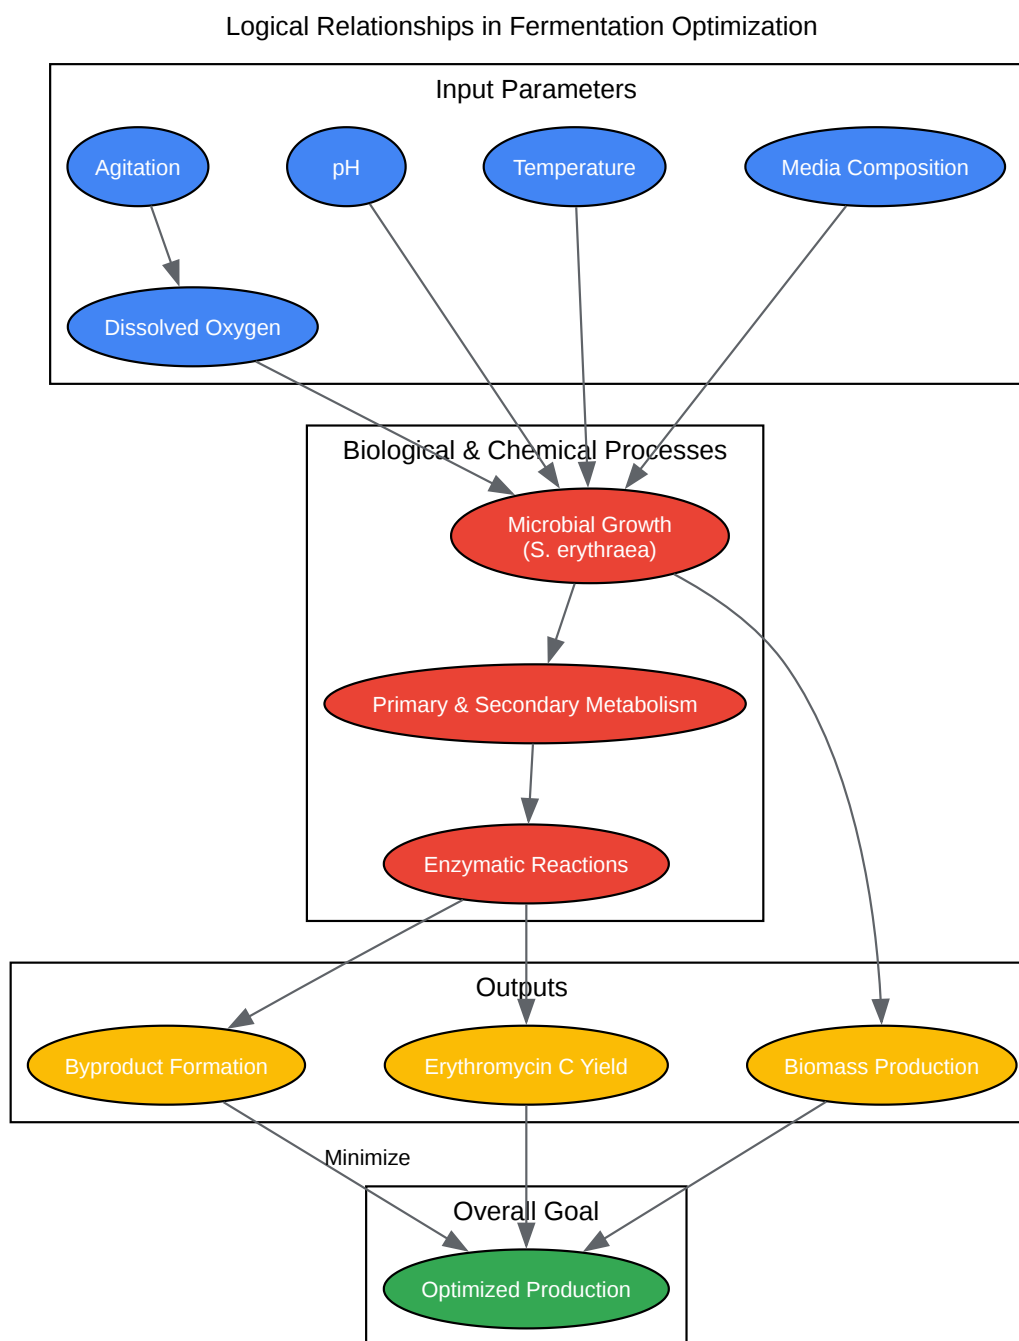 Logical Relationships in Fermentation Optimization
Input Parameters
Agitation
pH
Temperature
Media Composition
Dissolved Oxygen
Biological & Chemical Processes
Microbial Growth
(S. erythraea)
Primary & Secondary Metabolism
Enzymatic Reactions
Outputs
Byproduct Formation
Erythromycin C Yield
Biomass Production
Minimize
Overall Goal
Optimized Production